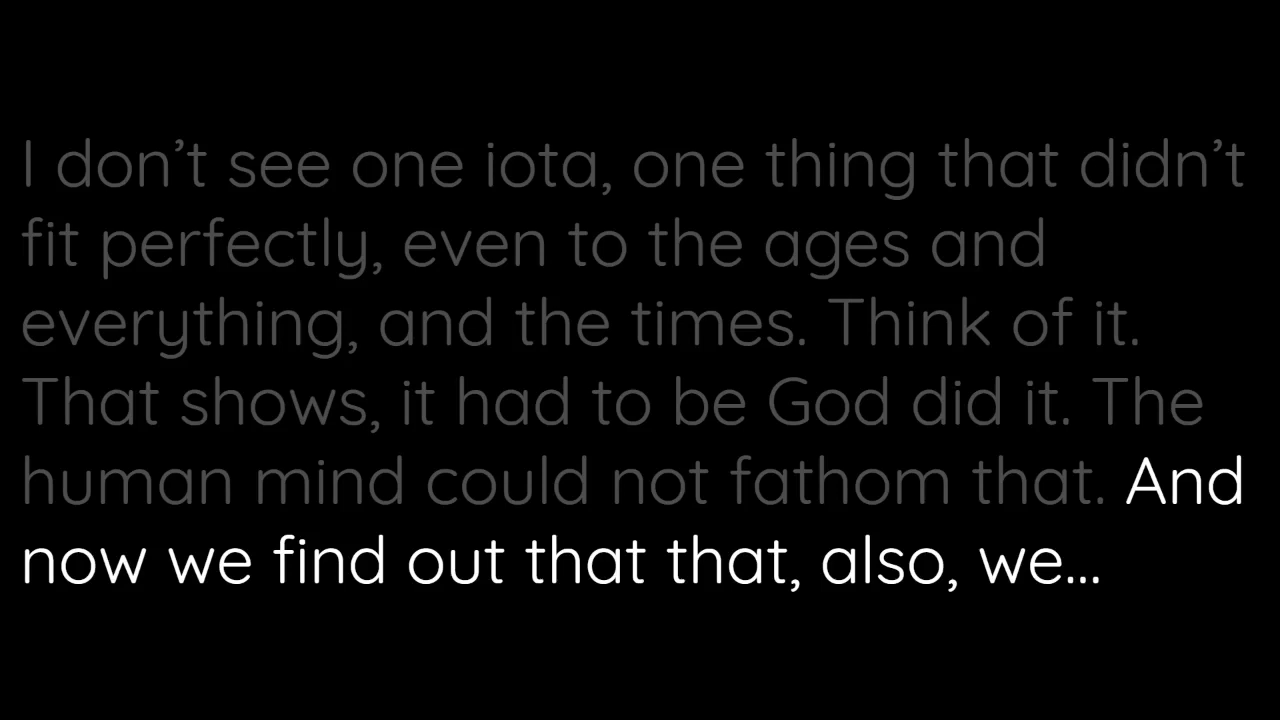 I don’t see one iota, one thing that didn’t
fit perfectly, even to the ages and
everything, and the times. Think of it.
That shows, it had to be God did it. The
human mind could not fathom that. And
now we find out that that, also, we...